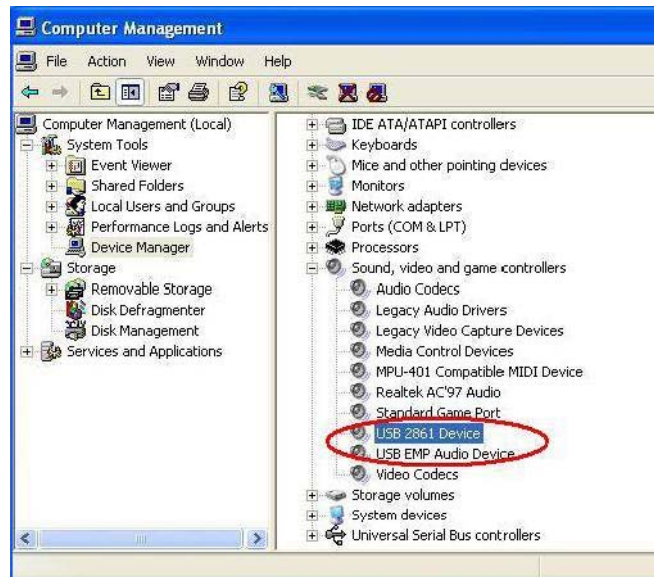 Computer Management
File Action View Window Help
Computer Management (Local)
System Tools
Event Viewer
Shared Folders
Local Users and Groups
Performance Logs and Alerts
Device Manager
Storage
Removable Storage
Disk Defragmenter
Disk Management
Services and Applications
IDE ATA/ATAPI controllers
Keyboards
Mice and other pointing devices
Monitors
Network adapters
Ports (COM & LPT)
Processors
Sound, video and game controllers
Audio Codecs
Legacy Audio Drivers
Legacy Video Capture Devices
Media Control Devices
MPU-401 Compatible MIDI Device
Realtek AC'97 Audio
Standard Game Port
USB 2861 Device
USB EMP Audio Device
Video Codecs
Storage volumes
System devices
Universal Serial Bus controllers